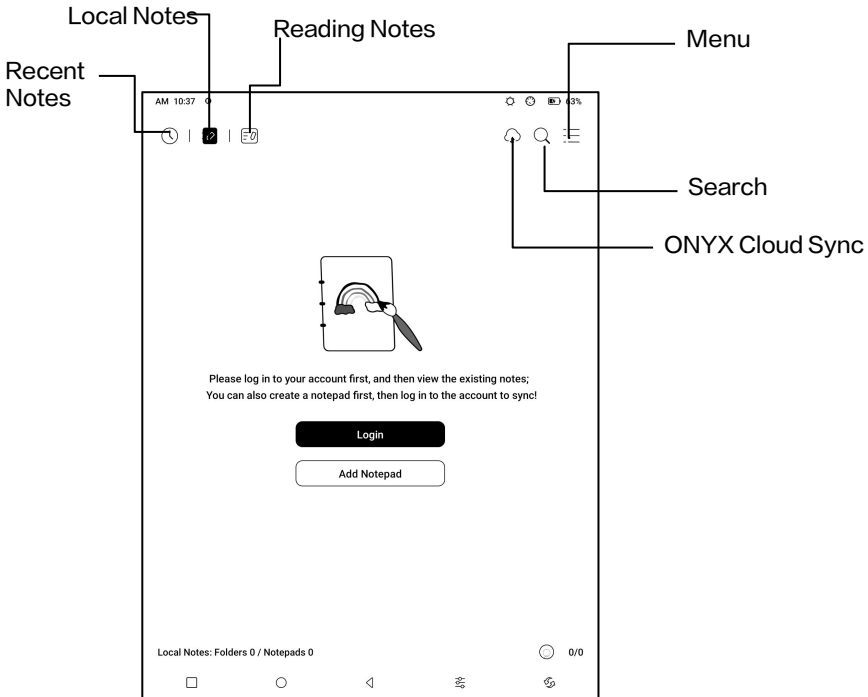 Local Notes
Reading Notes
Menu
Recent
Notes
AM 10:37
63%
Search
ONYX Cloud Sync
Please log in to your account first, and then view the existing notes;
You can also create a notepad first, then log in to the account to sync!
Login
Add Notepad
Local Notes: Folders 0 / Notepads 0
0/0